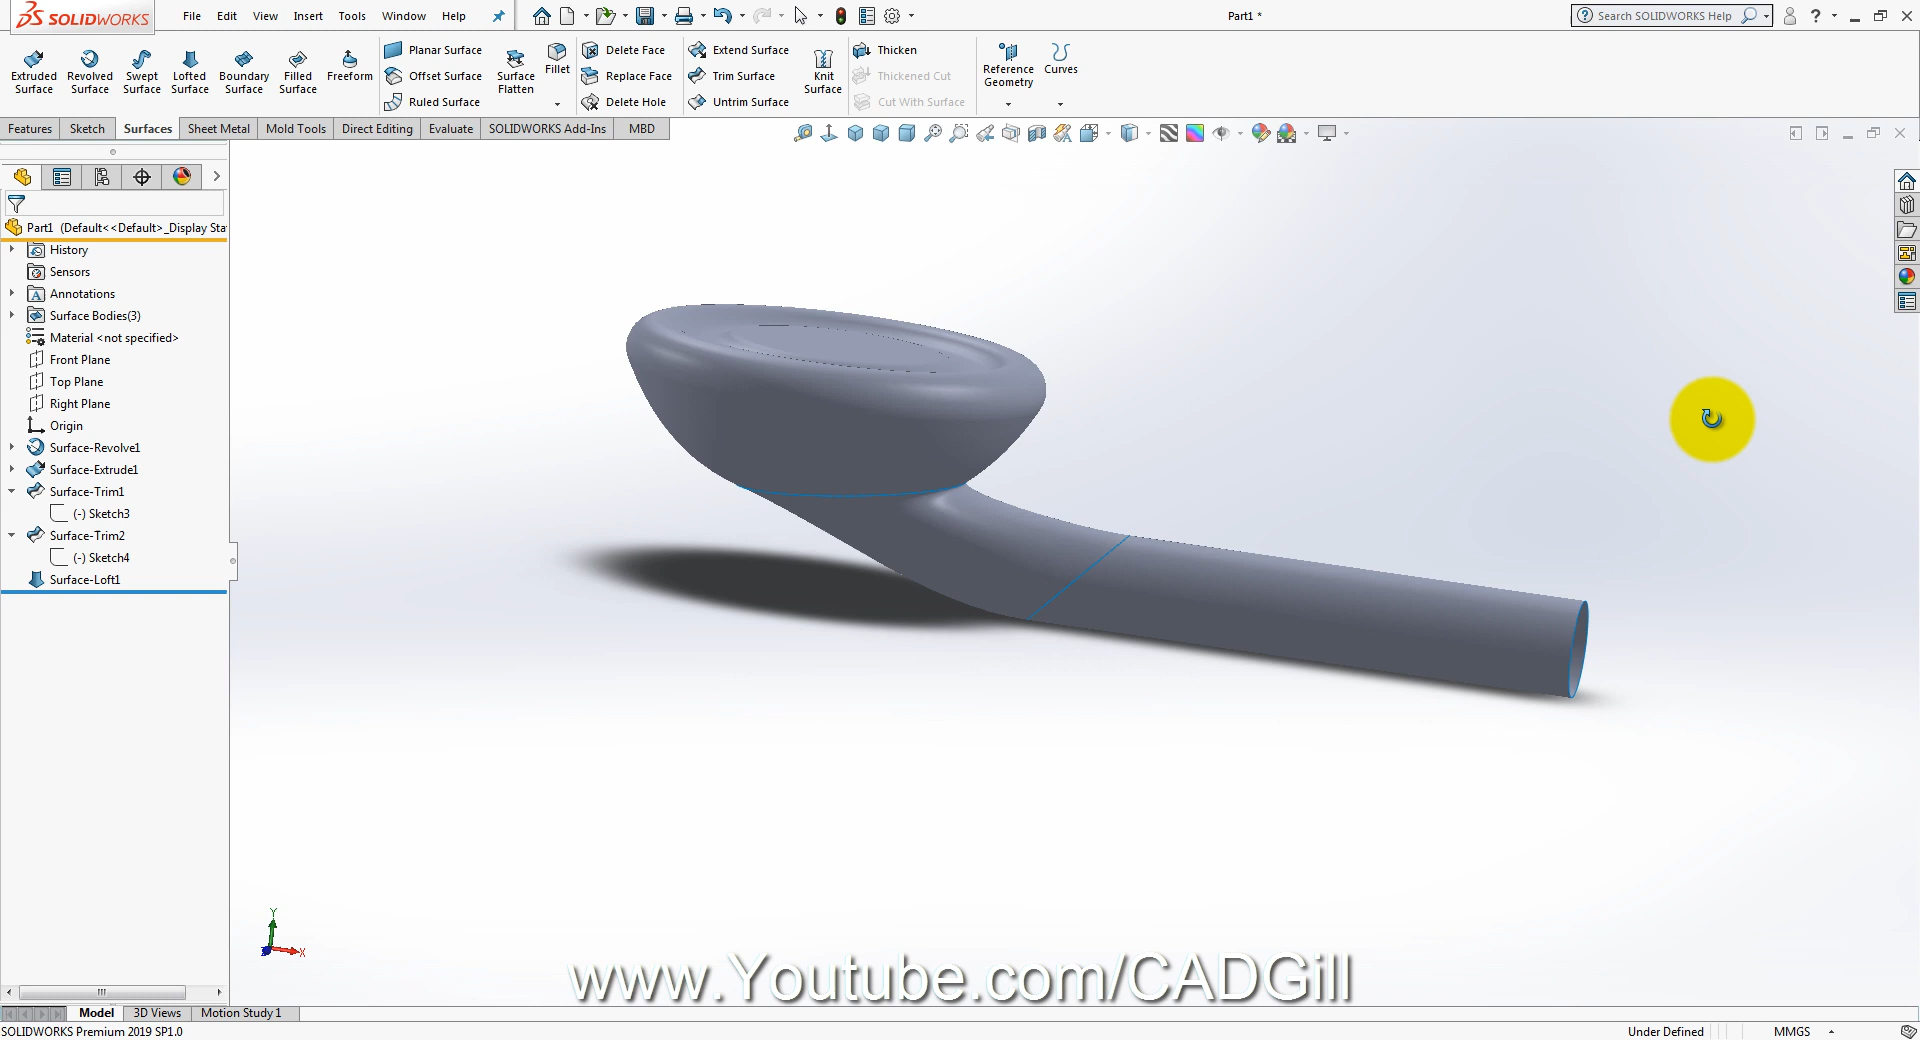 SOLIDWORKS File Edit View Insert Tools Window Help Part1 * Search SOLIDWORKS Help ?
Extruded Surface
Revolved Surface
Swept Surface
Lofted Surface
Boundary Surface
Filled Surface
Freeform
Planar Surface
Offset Surface
Ruled Surface
Surface Flatten
Fillet
Delete Face
Replace Face
Delete Hole
Extend Surface
Trim Surface
Untrim Surface
Knit Surface
Thicken
Thickened Cut
Cut With Surface
Reference Geometry
Curves
Features Sketch Surfaces Sheet Metal Mold Tools Direct Editing Evaluate SOLIDWORKS Add-Ins MBD
Part1 (Default<<Default>_Display Sta
History
Sensors
A Annotations
Surface Bodies(3)
Material <not specified>
Front Plane
Top Plane
Right Plane
Origin
Surface-Revolve1
Surface-Extrude1
Surface-Trim1
(-) Sketch3
Surface-Trim2
(-) Sketch4
Surface-Loft1
Y
X
www.Youtube.com/CADGill
Model 3D Views Motion Study 1
SOLIDWORKS Premium 2019 SP1.0 Under Defined MMGS